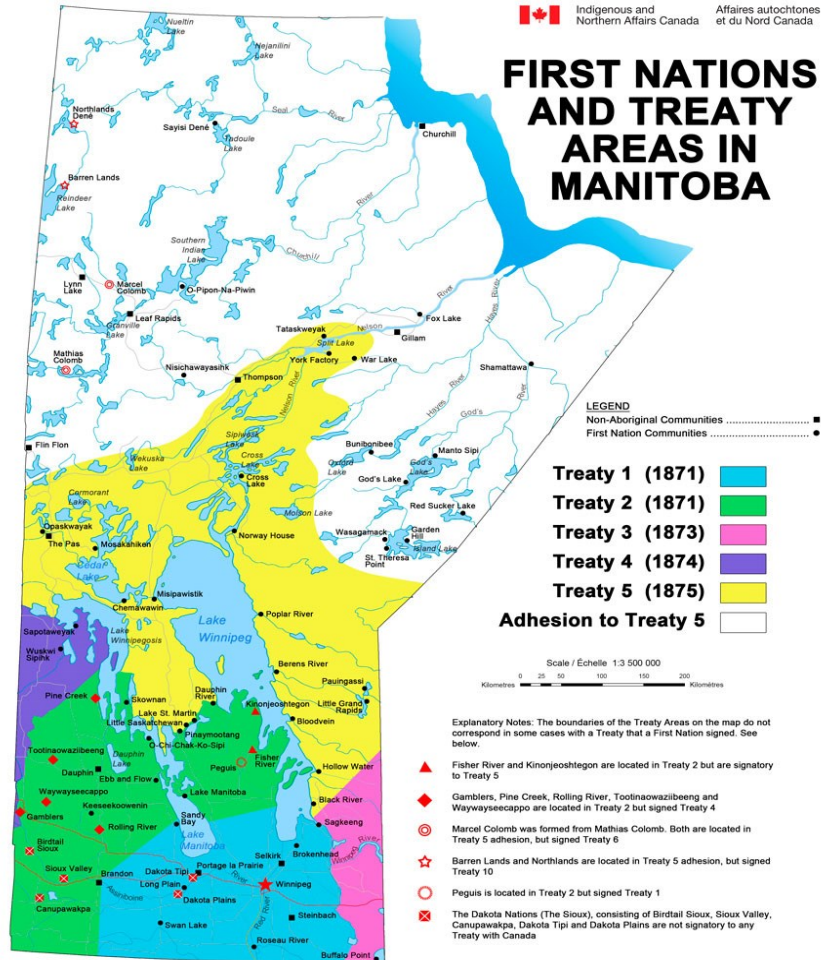 Indigenous and
Northern Affairs Canada
Affaires autochtones
et du Nord Canada
FIRST NATIONS
AND TREATY
AREAS IN
MANITOBA
Nueltin
Lake
Nejanilini
Lake
Northlands
Dené
Sayisi Dené
Seal River
Tadoule
Lake
Churchill
Barren Lands
Reindeer
Lake
River
Southern
Indian
Lake
Churchill
Lynn
Lake
Marcel
Colomb
O-Pipon-Na-Piwin
River
Hayes River
Leaf Rapids
Granville
Lake
Fox Lake
Tataskweyak
Nelson
Gillam
Split Lake
Mathias
Colomb
York Factory
War Lake
Nisichawayasihk
Thompson
Shamattawa
Nelson River
Hayes River
God's River
Flin Flon
Sipiwesk
Lake
Bunibonibee
Manto Sipi
Wekuska
Lake
Cross
Lake
Oxford
Lake
God's
Lake
Cross
Lake
God's Lake
Cormorant
Lake
Molson Lake
Red Sucker Lake
Opaskwayak
The Pas
Mosakahiken
Norway House
Wasagamack
Garden
Hill
Island Lake
St. Theresa
Point
Cedar
Lake
Misipawistik
Chemawawin
Lake
Winnipeg
Poplar River
Sapotaweyak
Lake
Winnipegosis
Wuskwi
Sipihk
Berens River
Pauingassi
Pine Creek
Skownan
Dauphin
River
Little Grand
Rapids
Lake St. Martin
Kinonjeoshtegon
Little Saskatchewan
Bloodvein
Pinaymootang
O-Chi-Chak-Ko-Sipi
Tootinaowaziibeeng
Dauphin
Lake
Fisher
River
Dauphin
Peguis
Hollow Water
Ebb and Flow
Waywayseecappo
Lake Manitoba
Keeseekoowenin
Black River
Gamblers
Sandy
Bay
Sagkeeng
Rolling River
Lake
Manitoba
Birdtail
Sioux
Brokenhead
Winnipeg River
Selkirk
Sioux Valley
Portage la Prairie
Dakota Tipi
Brandon
River
Long Plain
Winnipeg
Assiniboine
Dakota Plains
Canupawakpa
Red River
Steinbach
Swan Lake
Roseau River
Buffalo Point
LEGEND
Non-Aboriginal Communities
First Nation Communities
Treaty 1 (1871)
Treaty 2 (1871)
Treaty 3 (1873)
Treaty 4 (1874)
Treaty 5 (1875)
Adhesion to Treaty 5
Scale / Échelle 1:3 500 000
Kilometres 0 25 50 100 150 200 Kilomètres
Explanatory Notes: The boundaries of the Treaty Areas on the map do not
correspond in some cases with a Treaty that a First Nation signed. See
below.
Fisher River and Kinonjeoshtegon are located in Treaty 2 but are signatory
to Treaty 5
Gamblers, Pine Creek, Rolling River, Tootinaowaziibeeng and
Waywayseecappo are located in Treaty 2 but signed Treaty 4
Marcel Colomb was formed from Mathias Colomb. Both are located in
Treaty 5 adhesion, but signed Treaty 6
Barren Lands and Northlands are located in Treaty 5 adhesion, but signed
Treaty 10
Peguis is located in Treaty 2 but signed Treaty 1
The Dakota Nations (The Sioux), consisting of Birdtail Sioux, Sioux Valley,
Canupawakpa, Dakota Tipi and Dakota Plains are not signatory to any
Treaty with Canada